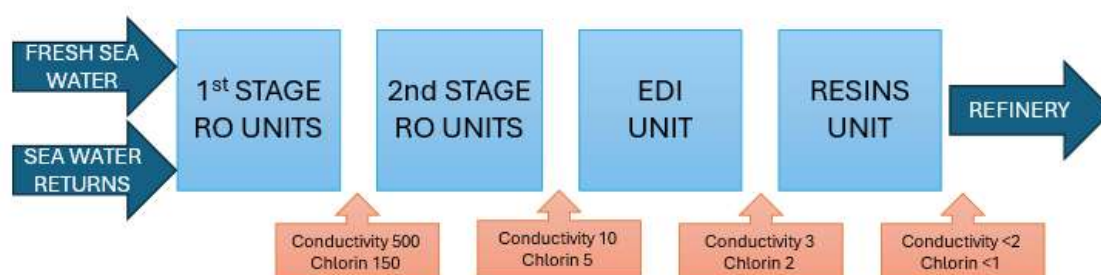 FRESH SEA
WATER
SEA WATER
RETURNS
1st STAGE
RO UNITS
2nd STAGE
RO UNITS
EDI
UNIT
RESINS
UNIT
REFINERY
Conductivity 500
Chlorin 150
Conductivity 10
Chlorin 5
Conductivity 3
Chlorin 2
Conductivity <2
Chlorin <1